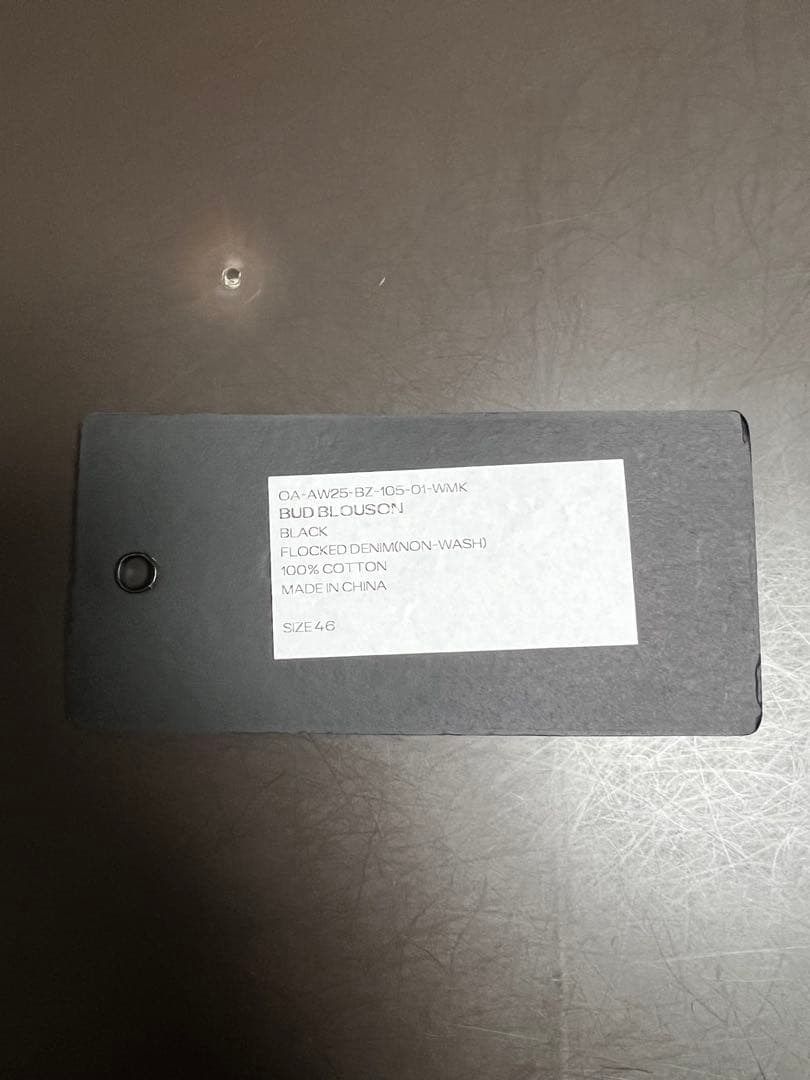 OA-AW25-BZ-105-01-WMK
BUD BLOUSON
BLACK
FLOCKED DENIM(NON-WASH)
100% COTTON
MADE IN CHINA
SIZE 46